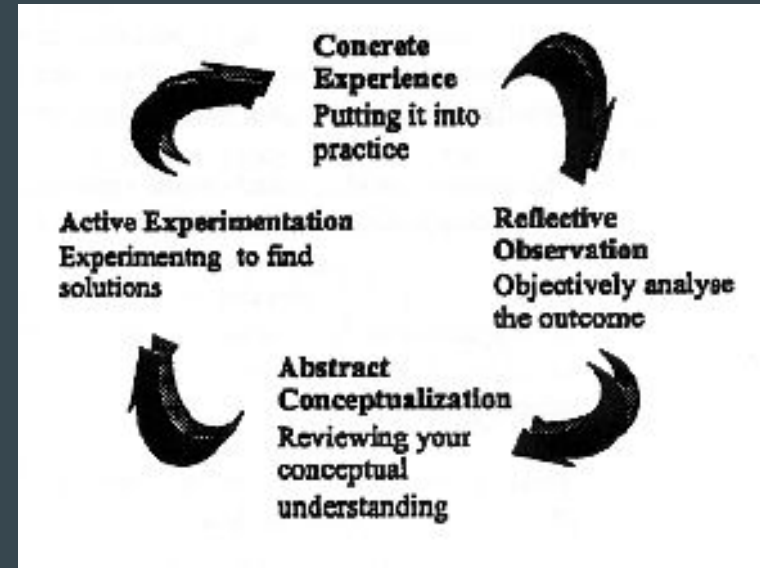 Concrete
Experience
Putting it into
practice
Reflective
Observation
Objectively analyse
the outcome
Abstract
Conceptualization
Reviewing your
conceptual
understanding
Active Experimentation
Experimentng to find
solutions